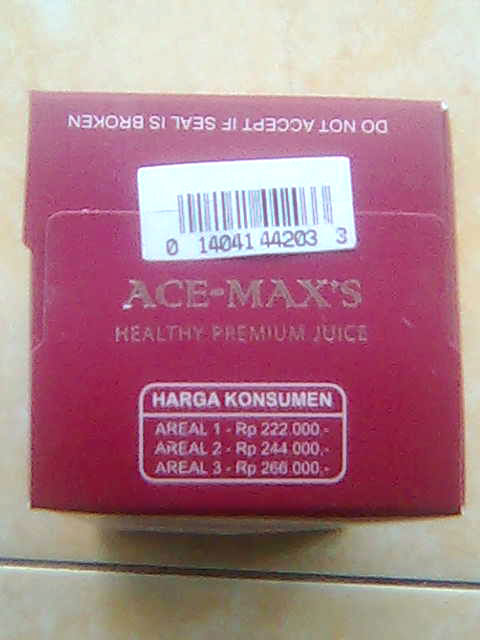 DO NOT ACCEPT IF SEAL IS BROKEN
0 14041 44203 3
ACE-MAX'S
HEALTHY PREMIUM JUICE
HARGA KONSUMEN
AREAL 1 - Rp 222.000,-
AREAL 2 - Rp 244.000,-
AREAL 3 - Rp 266.000,-